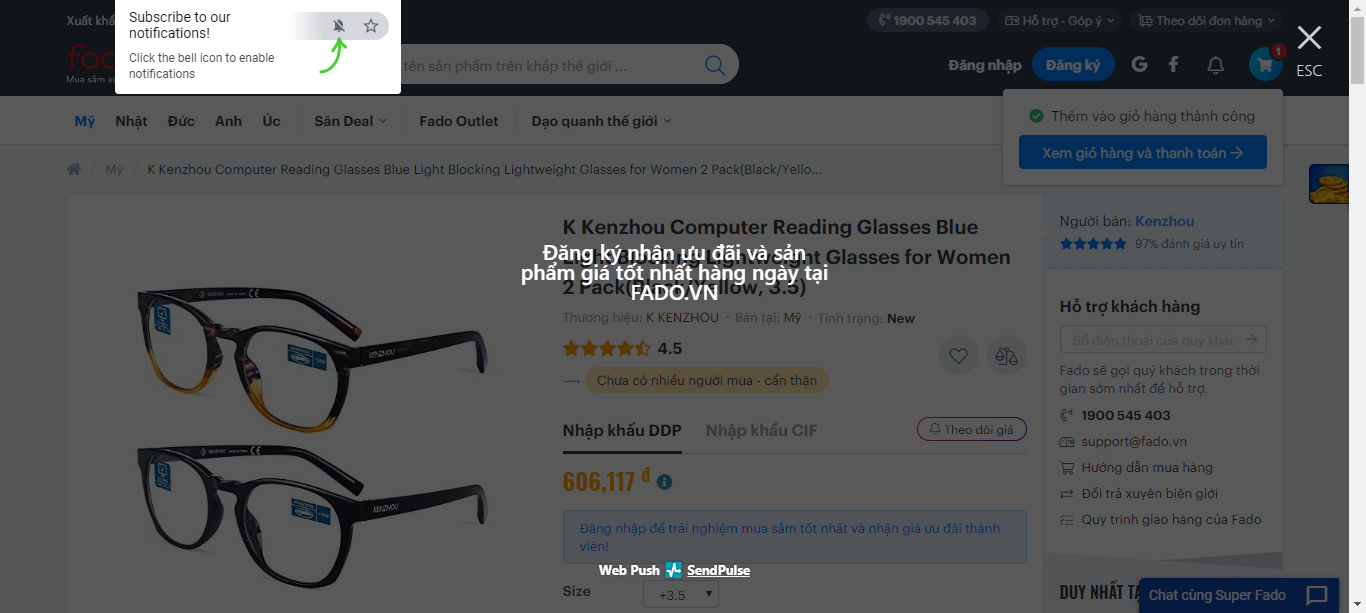 Subscribe to our
notifications!
Click the bell icon to enable
notifications
Xuất khẩ
1900 545 403
Hỗ trợ - Góp ý
Theo dõi đơn hàng
ESC
fado
Mua sắm x
tên sản phẩm trên khắp thế giới ...
Đăng nhập
Đăng ký
1
Mỹ
Nhật
Đức
Anh
Úc
Săn Deal
Fado Outlet
Dạo quanh thế giới
Thêm vào giỏ hàng thành công
Xem giỏ hàng và thanh toán
Mỹ
K Kenzhou Computer Reading Glasses Blue Light Blocking Lightweight Glasses for Women 2 Pack(Black/Yello...
K Kenzhou Computer Reading Glasses Blue
Light Blocking Lightweight Glasses for Women
2 Pack(Black/Yellow, 3.5)
Đăng ký nhận ưu đãi và sản
phẩm giá tốt nhất hàng ngày tại
FADO.VN
Thương hiệu: K KENZHOU · Bán tại: Mỹ · Tình trạng: New
4.5
Chưa có nhiều người mua - cẩn thận
Nhập khẩu DDP
Nhập khẩu CIF
Theo dõi giá
606,117 đ
Đăng nhập để trải nghiệm mua sắm tốt nhất và nhận giá ưu đãi thành
viên!
Web Push SendPulse
Size
+3.5
Người bán: Kenzhou
97% đánh giá uy tín
Hỗ trợ khách hàng
Số điện thoại của quý khác
Fado sẽ gọi quý khách trong thời
gian sớm nhất để hỗ trợ.
1900 545 403
support@fado.vn
Hướng dẫn mua hàng
Đổi trả xuyên biên giới
Quy trình giao hàng của Fado
DUY NHẤT TẠ
Chat cùng Super Fado
KENZHOU
KENZHOU